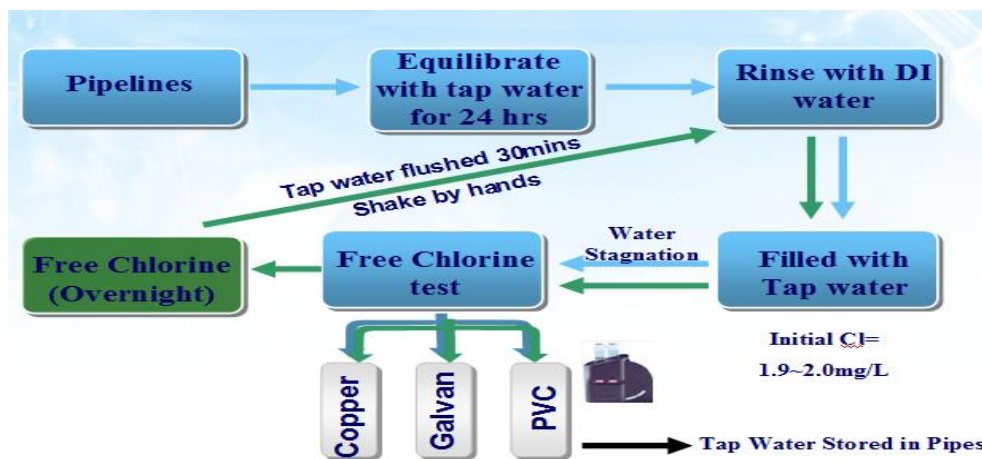 Pipelines
Equilibrate
with tap water
for 24 hrs
Rinse with DI
water
Tap water flushed 30mins
Shake by hands
Free Chlorine
(Overnight)
Free Chlorine
test
Water
Stagnation
Filled with
Tap water
Initial Cl=
1.9~2.0mg/L
Copper
Galvan
PVC
Tap Water Stored in Pipes